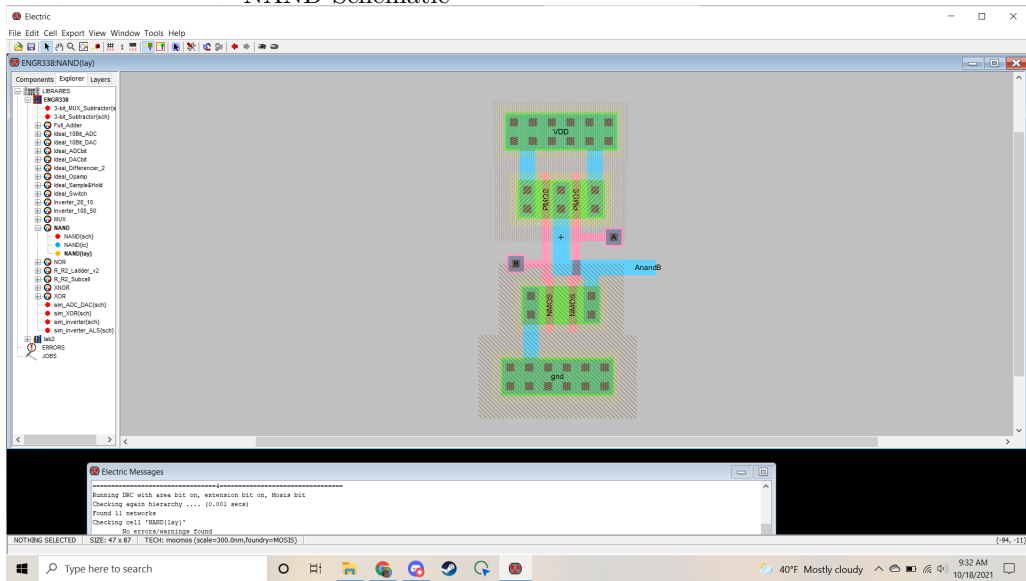 NAND Schematic
Electric
File Edit Cell Export View Window Tools Help
ENGR338:NAND{lay}
Components Explorer Layers
LIBRARIES
ENGR338
3-bit_MUX_Subtractor{s
3-bit_Subtractor{sch}
Full_Adder
Ideal_10Bit_ADC
Ideal_10Bit_DAC
Ideal_ADCbit
Ideal_DACbit
Ideal_Differencer_2
Ideal_Opamp
Ideal_Sample&Hold
Ideal_Switch
Inverter_20_10
Inverter_100_50
MUX
NAND
NAND{sch}
NAND{ic}
NAND{lay}
NOR
R_R2_Ladder_v2
R_R2_Subcell
XNOR
XOR
sim_ADC_DAC{sch}
sim_XOR{sch}
sim_inverter{sch}
sim_inverter_ALS{sch}
lab2
ERRORS
JOBS
VDD
PMOS
PMOS
A
B
AnandB
NMOS
NMOS
gnd
Electric Messages
Running DRC with area bit on, extension bit on, Mosis bit
Checking again hierarchy .... (0.001 secs)
Found 11 networks
Checking cell 'NAND{lay}'
No errors/warnings found
NOTHING SELECTED SIZE: 47 x 87 TECH: mocmos (scale=300.0nm,foundry=MOSIS) (-94, -11)
Type here to search
40°F Mostly cloudy
9:32 AM
10/18/2021